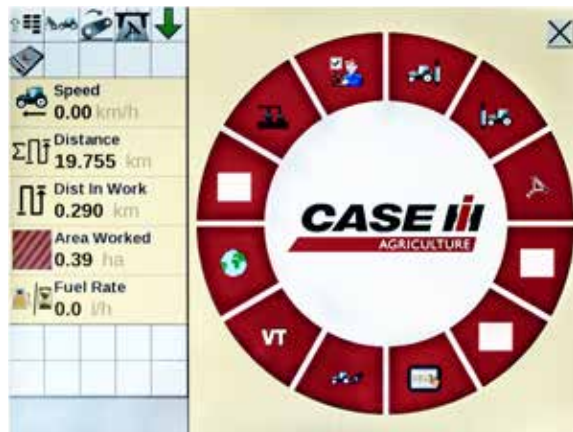 Speed
0.00 km/h
Distance
19.755 km
Dist In Work
0.290 km
Area Worked
0.39 ha
Fuel Rate
0.0 l/h
CASE IH
AGRICULTURE
VT